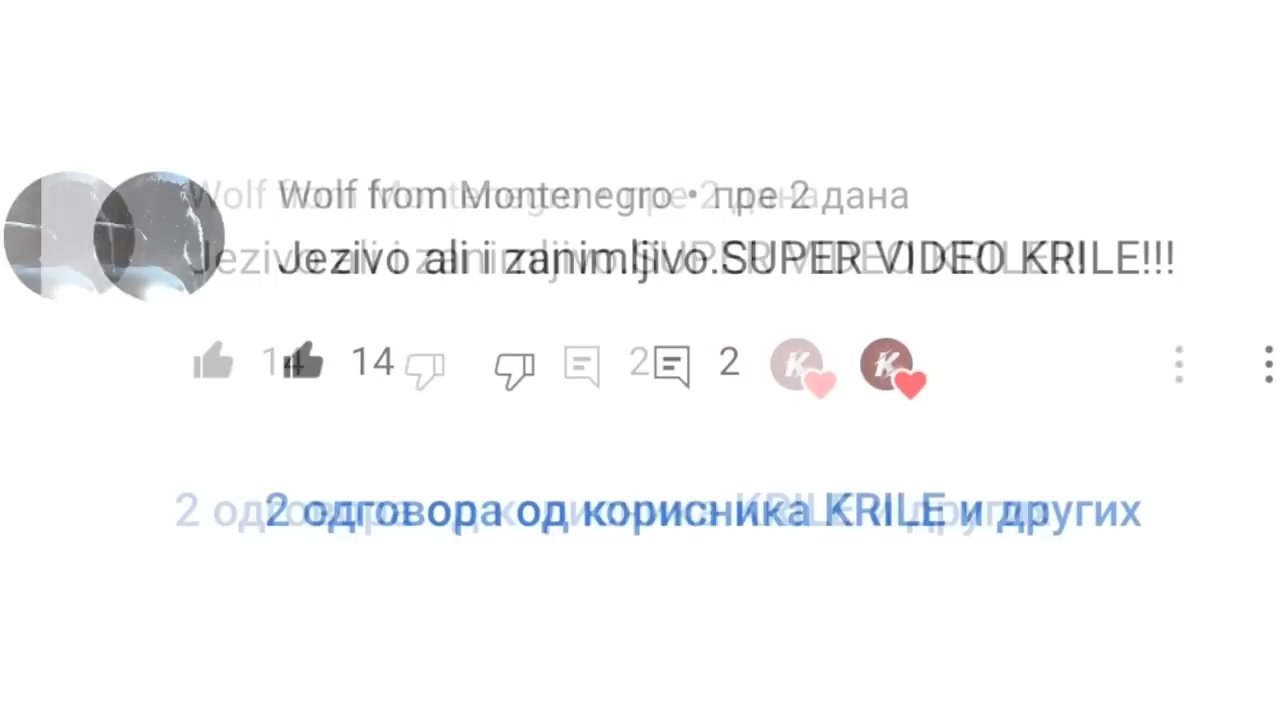 Wolf from Montenegro • пре 2 дана
Jezivo ali i zanimljivo.SUPER VIDEO KRILE!!!
14 2 K
2 одговора од корисника KRILE и других